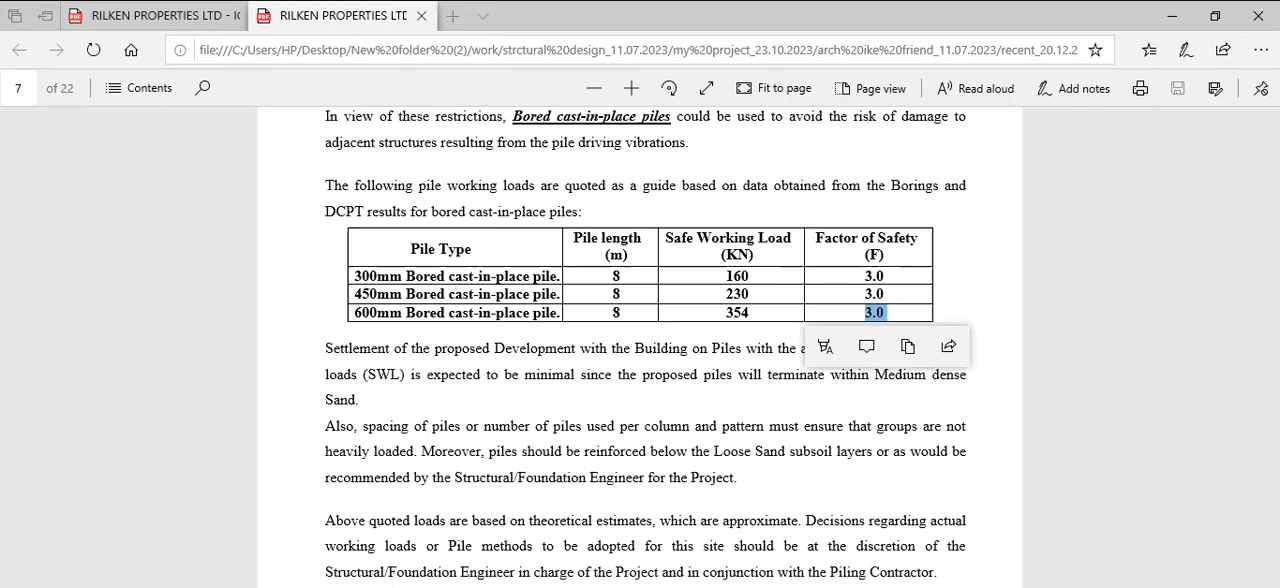 RILKEN PROPERTIES LTD - I(
RILKEN PROPERTIES LTD
file:///C:/Users/HP/Desktop/New%20folder%20(2)/work/strctural%20design_11.07.2023/my%20project_23.10.2023/arch%20ike%20friend_11.07.2023/recent_20.12.2
7 of 22 Contents Fit to page Page view Read aloud Add notes
In view of these restrictions, Bored cast-in-place piles could be used to avoid the risk of damage to
adjacent structures resulting from the pile driving vibrations.
The following pile working loads are quoted as a guide based on data obtained from the Borings and
DCPT results for bored cast-in-place piles:
Pile Type Pile length (m) Safe Working Load (KN) Factor of Safety (F)
300mm Bored cast-in-place pile. 8 160 3.0
450mm Bored cast-in-place pile. 8 230 3.0
600mm Bored cast-in-place pile. 8 354 3.0
Settlement of the proposed Development with the Building on Piles with the
loads (SWL) is expected to be minimal since the proposed piles will terminate within Medium dense
Sand.
Also, spacing of piles or number of piles used per column and pattern must ensure that groups are not
heavily loaded. Moreover, piles should be reinforced below the Loose Sand subsoil layers or as would be
recommended by the Structural/Foundation Engineer for the Project.
Above quoted loads are based on theoretical estimates, which are approximate. Decisions regarding actual
working loads or Pile methods to be adopted for this site should be at the discretion of the
Structural/Foundation Engineer in charge of the Project and in conjunction with the Piling Contractor.